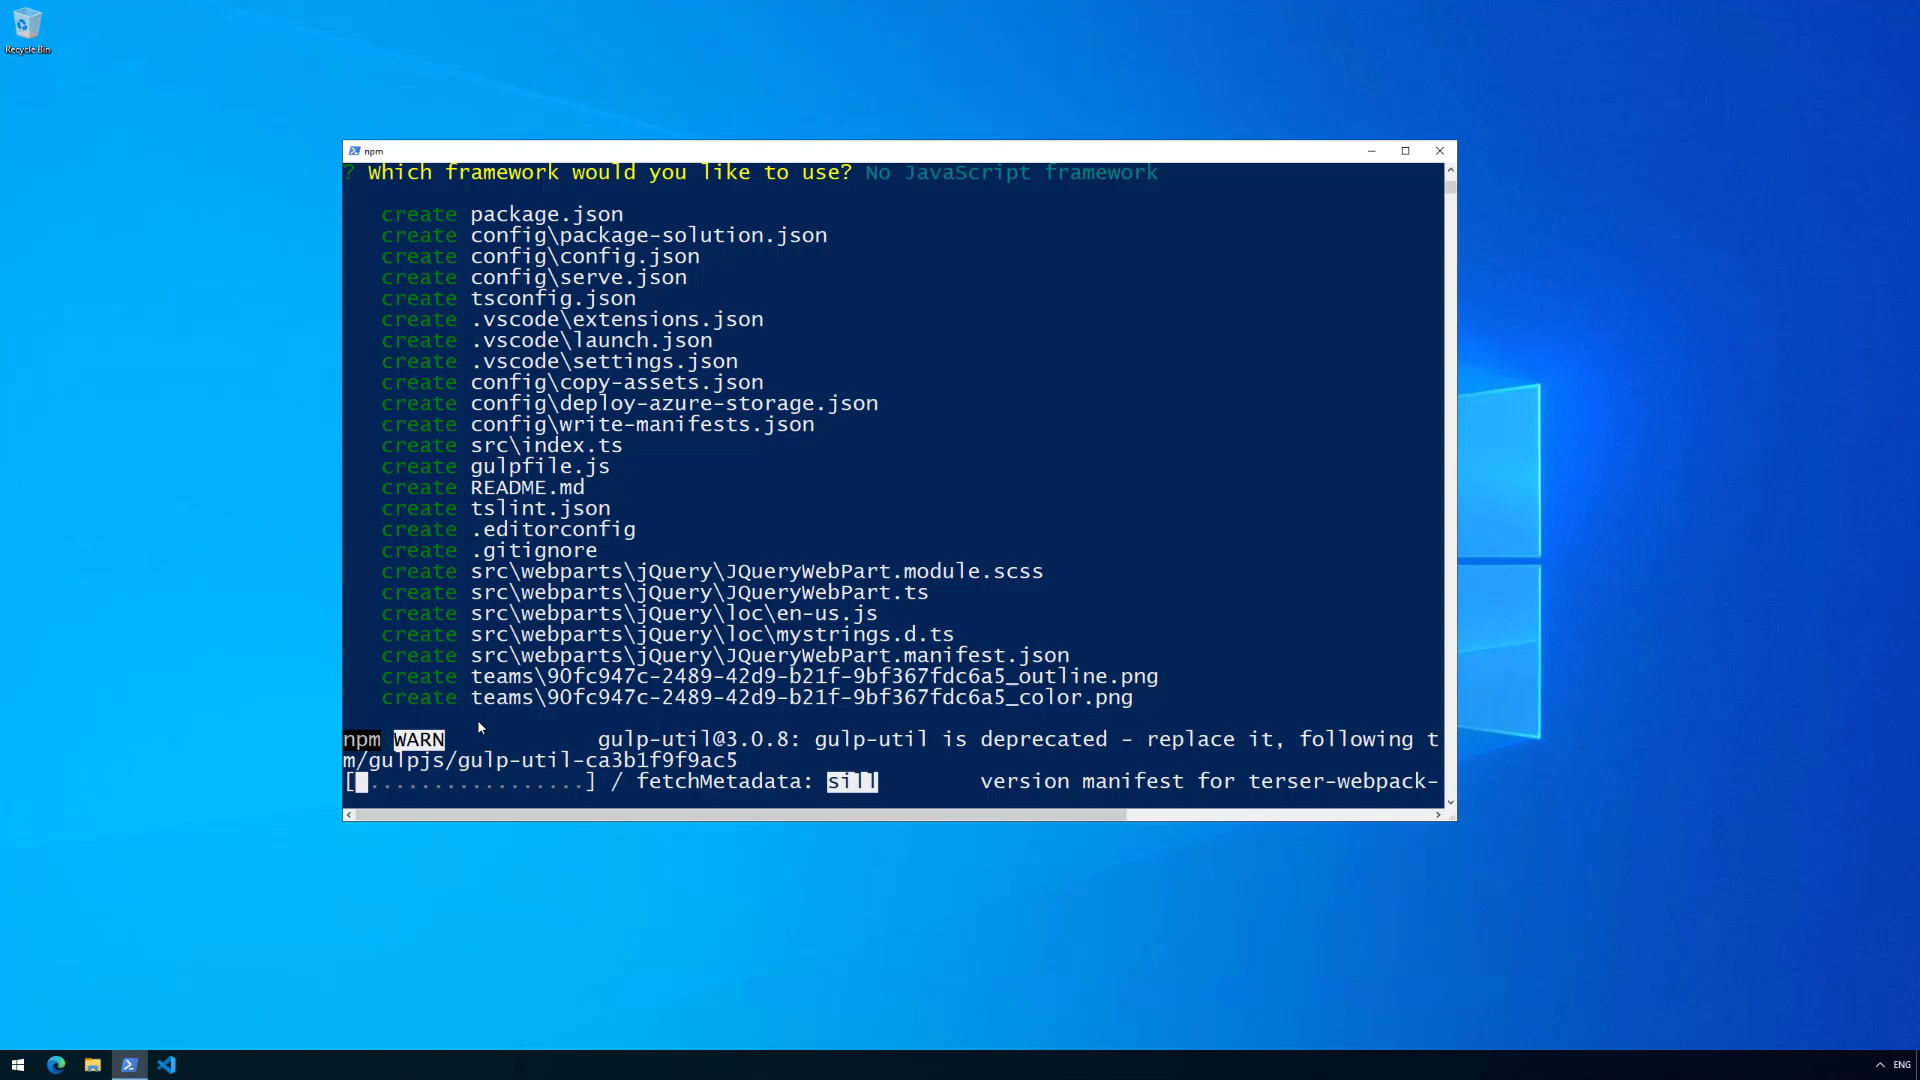 Recycle Bin
npm
? Which framework would you like to use? No JavaScript framework
create package.json
create config\package-solution.json
create config\config.json
create config\serve.json
create tsconfig.json
create .vscode\extensions.json
create .vscode\launch.json
create .vscode\settings.json
create config\copy-assets.json
create config\deploy-azure-storage.json
create config\write-manifests.json
create src\index.ts
create gulpfile.js
create README.md
create tslint.json
create .editorconfig
create .gitignore
create src\webparts\jQuery\JQueryWebPart.module.scss
create src\webparts\jQuery\JQueryWebPart.ts
create src\webparts\jQuery\loc\en-us.js
create src\webparts\jQuery\loc\mystrings.d.ts
create src\webparts\jQuery\JQueryWebPart.manifest.json
create teams\90fc947c-2489-42d9-b21f-9bf367fdc6a5_outline.png
create teams\90fc947c-2489-42d9-b21f-9bf367fdc6a5_color.png
npm WARN gulp-util@3.0.8: gulp-util is deprecated - replace it, following t
m/gulpjs/gulp-util-ca3b1f9f9ac5
[.................] / fetchMetadata: sill version manifest for terser-webpack-
ENG